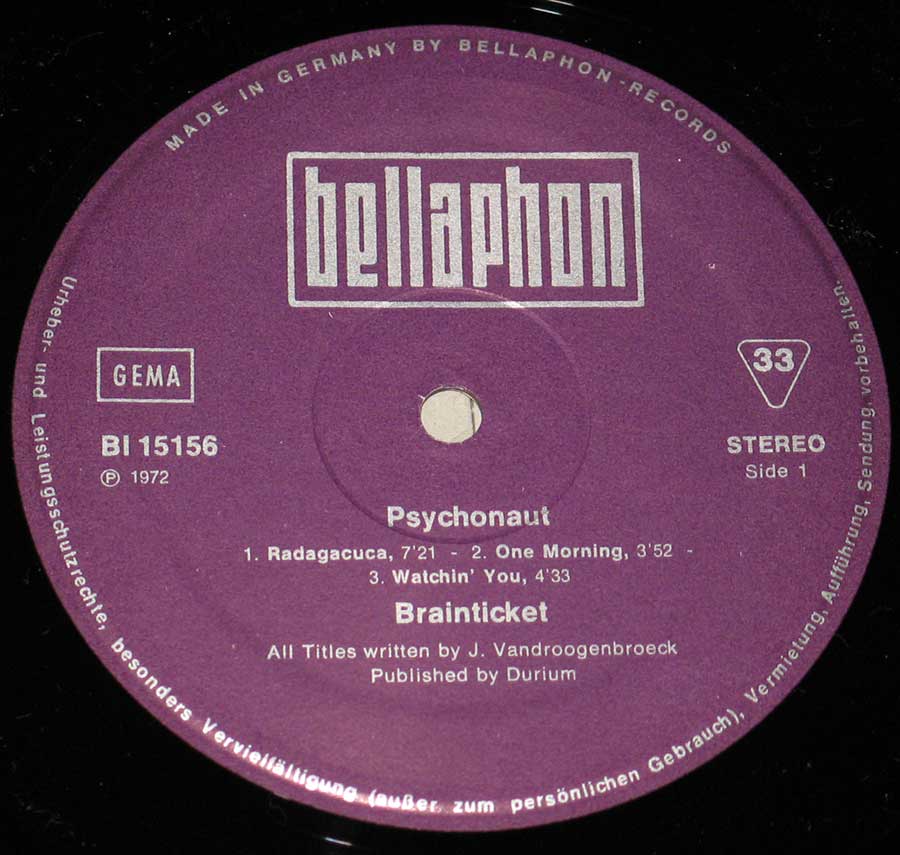 MADE IN GERMANY BY BELLAPHON-RECORDS
bellaphon
GEMA
BI 15156
℗ 1972
33
STEREO
Side 1
Psychonaut
1. Radagacuca, 7'21 - 2. One Morning, 3'52 -
3. Watchin' You, 4'33
Brainticket
All Titles written by J. Vandroogenbroeck
Published by Durium
Urheber- und Leistungsschutzrechte, besonders Vervielfältigung (außer zum persönlichen Gebrauch), Vermietung, Aufführung, Sendung vorbehalten.